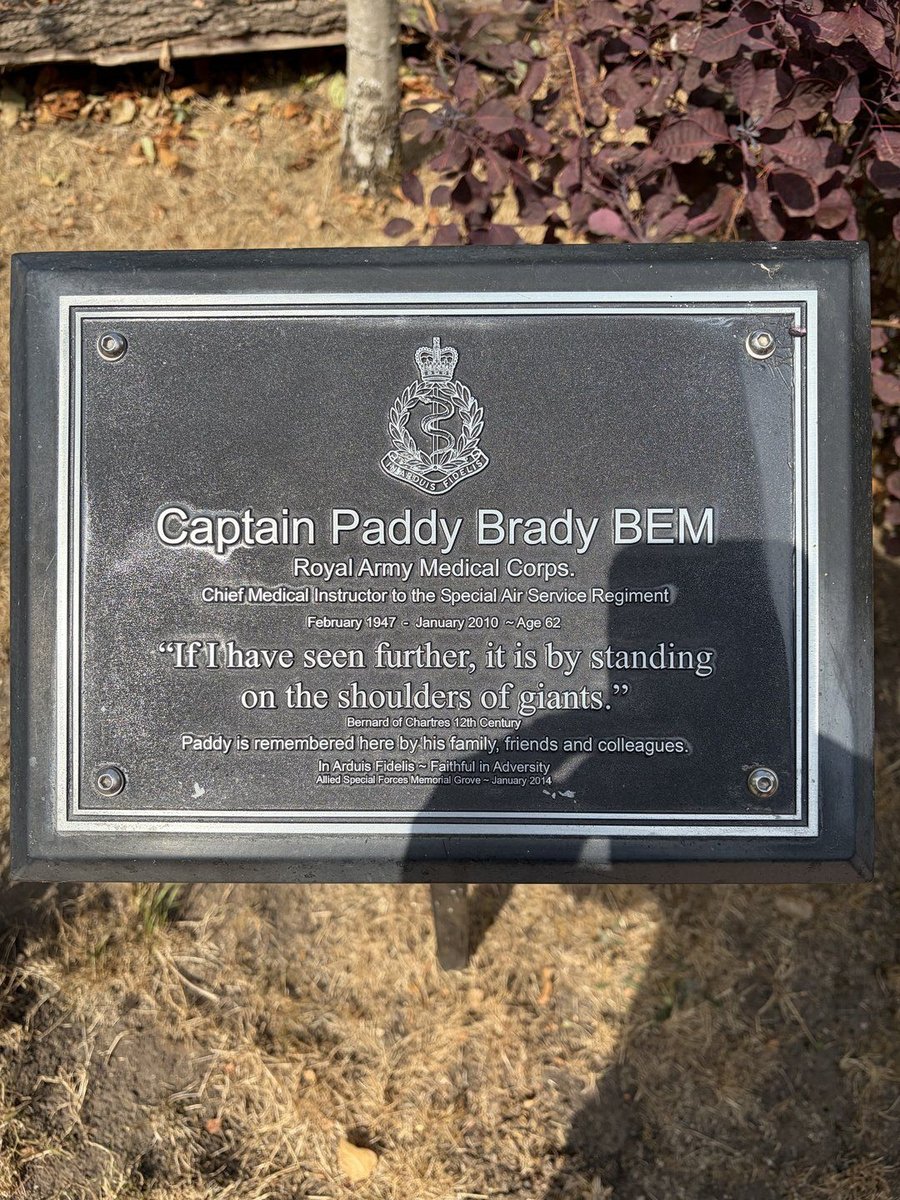 IN ARDUIS FIDELIS
Captain Paddy Brady BEM
Royal Army Medical Corps.
Chief Medical Instructor to the Special Air Service Regiment
February 1947 - January 2010 ~ Age 62
“If I have seen further, it is by standing
on the shoulders of giants.”
Bernard of Chartres 12th Century
Paddy is remembered here by his family, friends and colleagues.
In Arduis Fidelis ~ Faithful in Adversity
Allied Special Forces Memorial Grove ~ January 2014